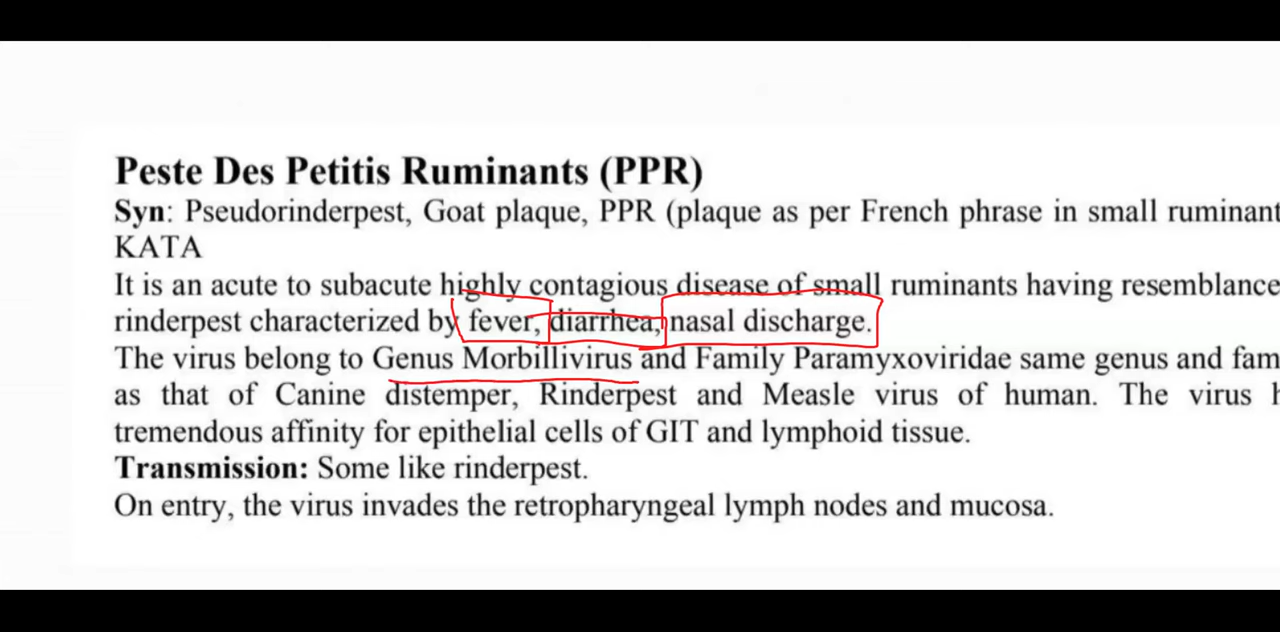 Peste Des Petitis Ruminants (PPR)
Syn: Pseudorinderpest, Goat plaque, PPR (plaque as per French phrase in small ruminant
KATA
It is an acute to subacute highly contagious disease of small ruminants having resemblance
rinderpest characterized by fever, diarrhea, nasal discharge.
The virus belong to Genus Morbillivirus and Family Paramyxoviridae same genus and fam
as that of Canine distemper, Rinderpest and Measle virus of human. The virus h
tremendous affinity for epithelial cells of GIT and lymphoid tissue.
Transmission: Some like rinderpest.
On entry, the virus invades the retropharyngeal lymph nodes and mucosa.